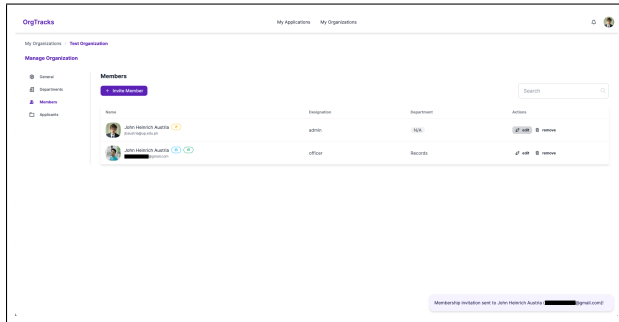 OrgTracks
My Applications My Organizations
My Organizations Test Organization
Manage Organization
General
Departments
Members
Applicants
Members
+ Invite Member
Search
Name Designation Department Actions
John Heinrich Austria
admin N/A edit remove
John Heinrich Austria
@gmail.com
officer Records edit remove
Membership invitation sent to John Heinrich Austria ( @gmail.com)!